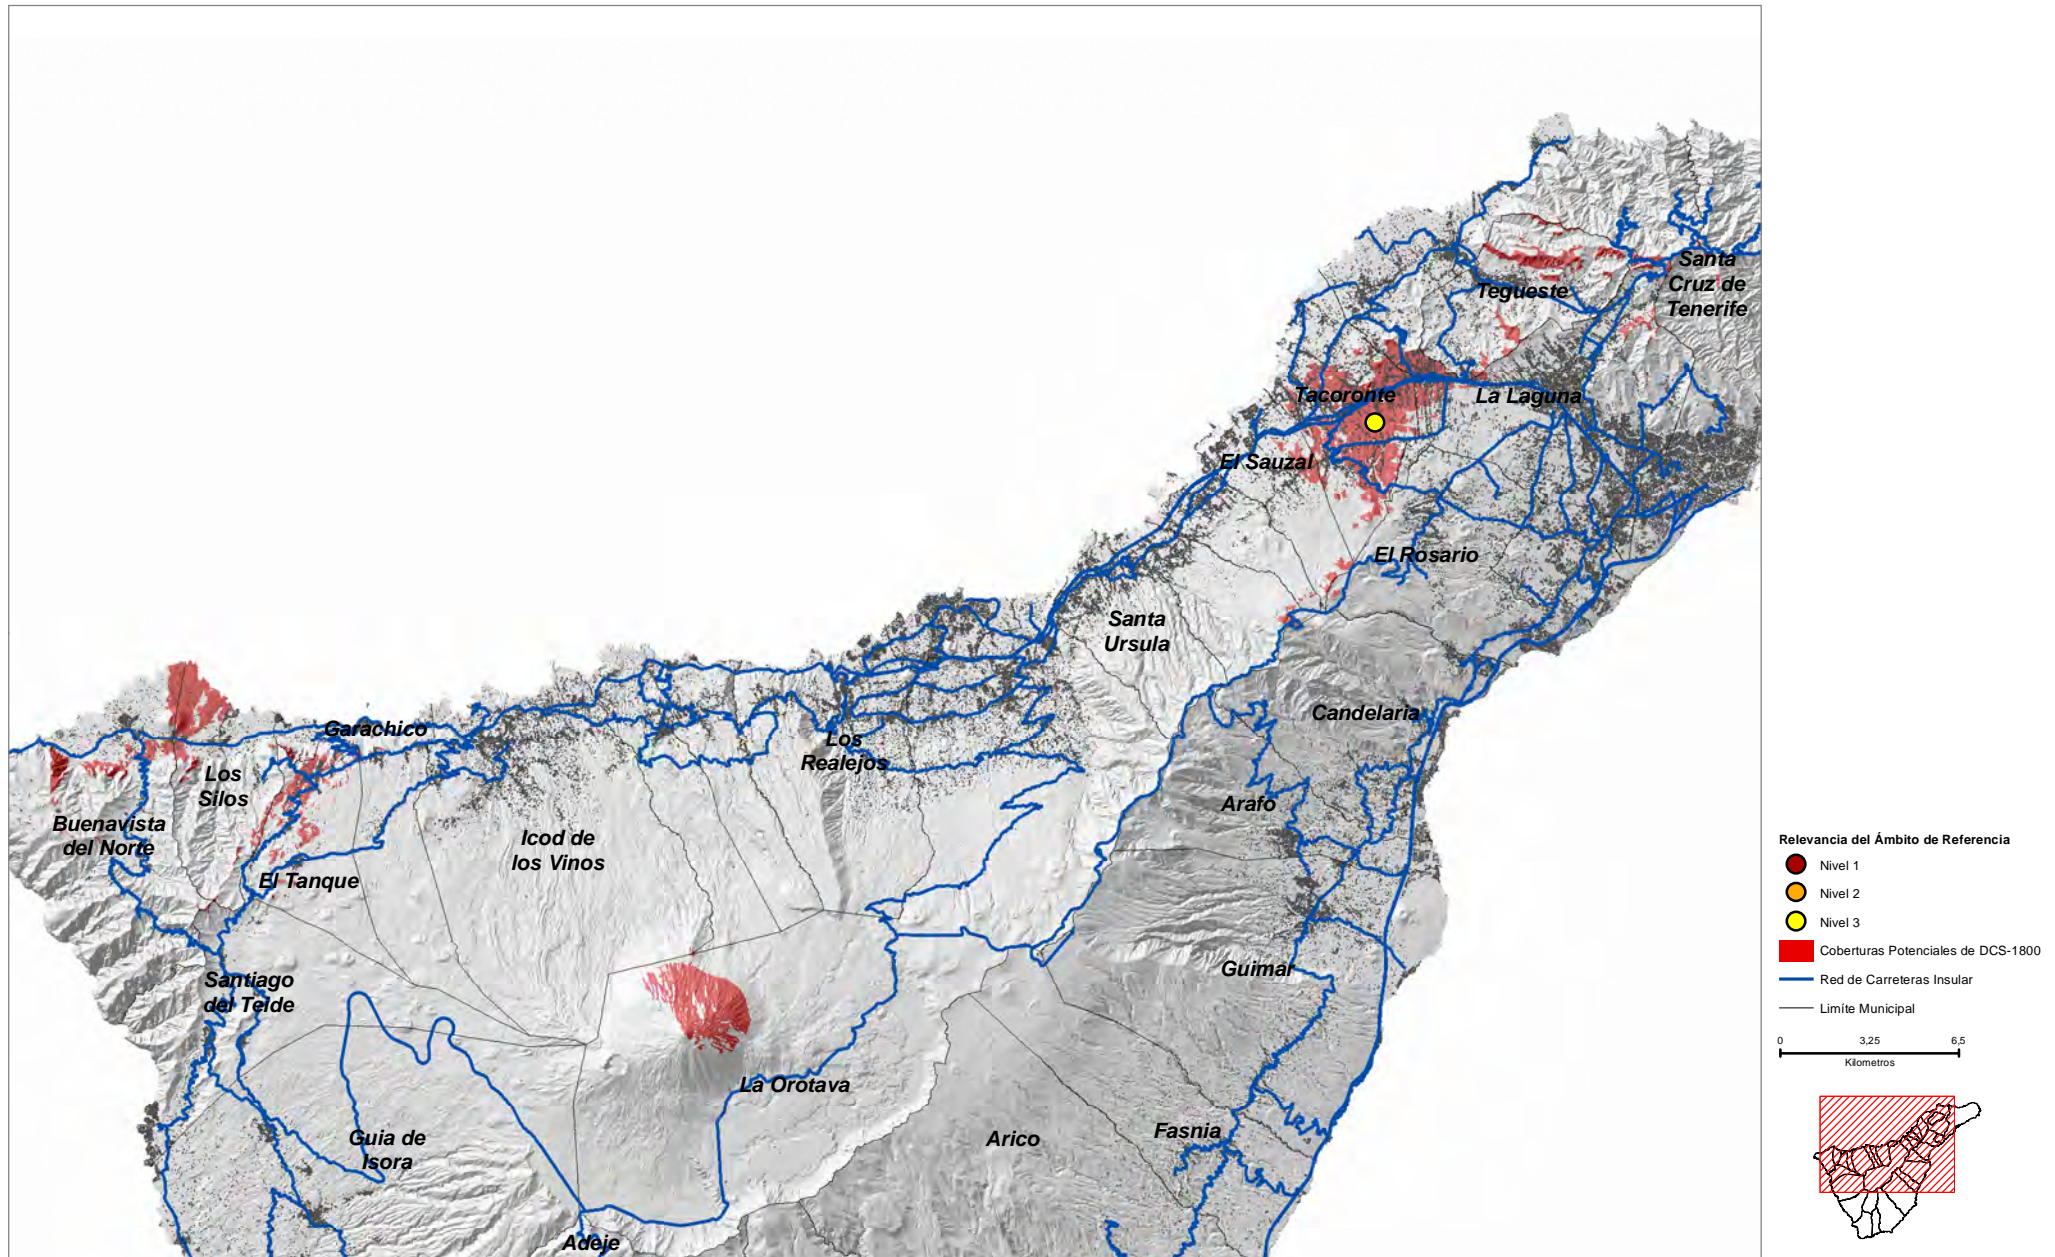 Santa
Cruz de
Tenerife
Tegueste
Tacoronte
La Laguna
El Sauzal
El Rosario
Santa
Ursula
Candelaria
Garachico
Los
Realejos
Los
Silos
Arafo
Buenavista
del Norte
Icod de
los Vinos
El Tanque
Guimar
Santiago
del Teide
La Orotava
Guia de
Isora
Arico
Fasnia
Adeje
Relevancia del Ámbito de Referencia
Nivel 1
Nivel 2
Nivel 3
Coberturas Potenciales de DCS-1800
Red de Carreteras Insular
Limíte Municipal
0 3,25 6,5
Kilometros